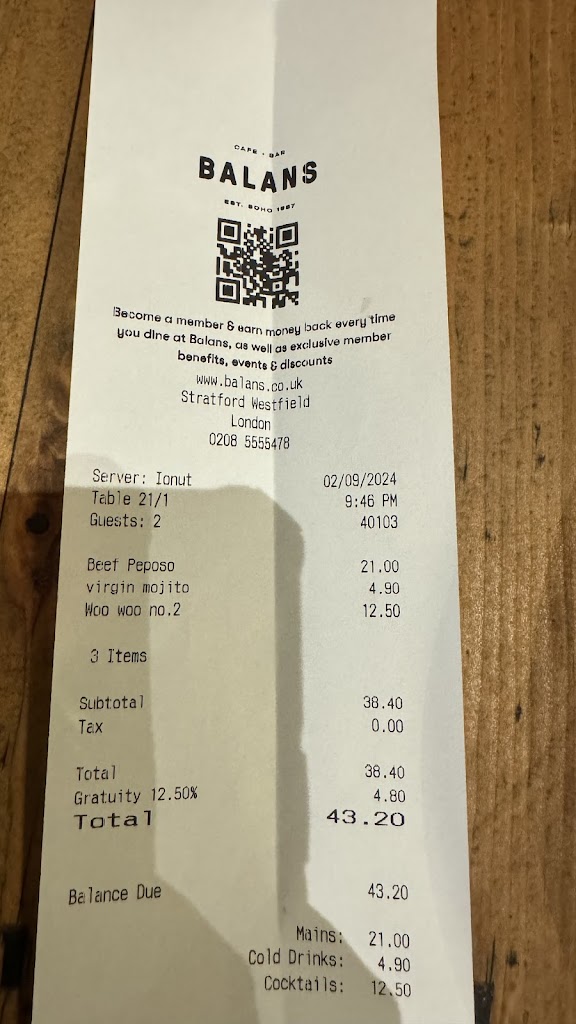 CAFE • BAR
BALANS
EST. SOHO 1987
Become a member & earn money back every time
you dine at Balans, as well as exclusive member
benefits, events & discounts
www.balans.co.uk
Stratford Westfield
London
0208 5555478
Server: Ionut 02/09/2024
Table 21/1 9:46 PM
Guests: 2 40103
Beef Peposo 21.00
virgin mojito 4.90
Woo woo no.2 12.50
3 Items
Subtotal 38.40
Tax 0.00
Total 38.40
Gratuity 12.50% 4.80
Total 43.20
Balance Due 43.20
Mains: 21.00
Cold Drinks: 4.90
Cocktails: 12.50